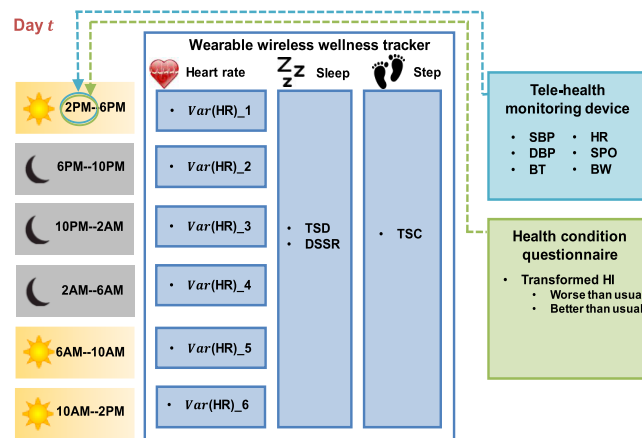 Day t
Wearable wireless wellness tracker
Heart rate
Zzz
Sleep
Step
2PM--6PM
6PM--10PM
10PM--2AM
2AM--6AM
6AM--10AM
10AM--2PM
• Var(HR)_1
• Var(HR)_2
• Var(HR)_3
• Var(HR)_4
• Var(HR)_5
• Var(HR)_6
• TSD
• DSSR
• TSC
Tele-health
monitoring device
• SBP • HR
• DBP • SPO
• BT • BW
Health condition
questionnaire
• Transformed HI
• Worse than usual
• Better than usual